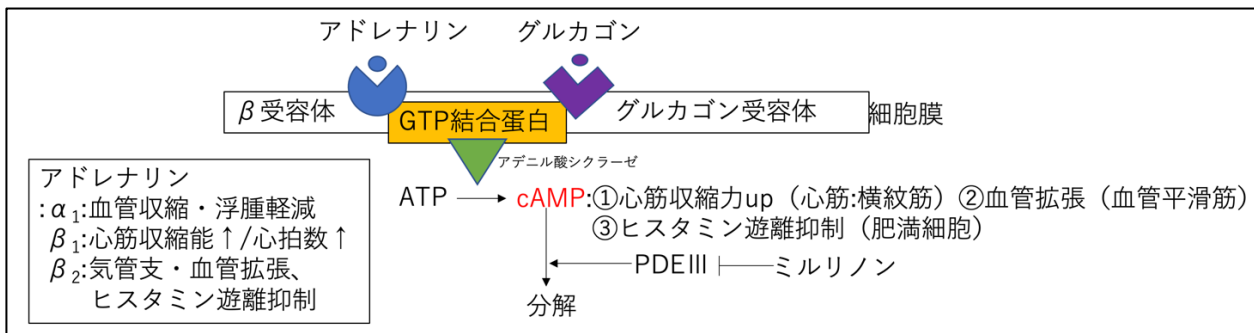 アドレナリン グルカゴン
β受容体 GTP結合蛋白 グルカゴン受容体 細胞膜
アデニル酸シクラーゼ
ATP cAMP:①心筋収縮力up（心筋:横紋筋）②血管拡張（血管平滑筋）
③ヒスタミン遊離抑制（肥満細胞）
PDEⅢ ミルリノン
分解
アドレナリン
:α1:血管収縮・浮腫軽減
β1:心筋収縮能↑/心拍数↑
β2:気管支・血管拡張、
ヒスタミン遊離抑制